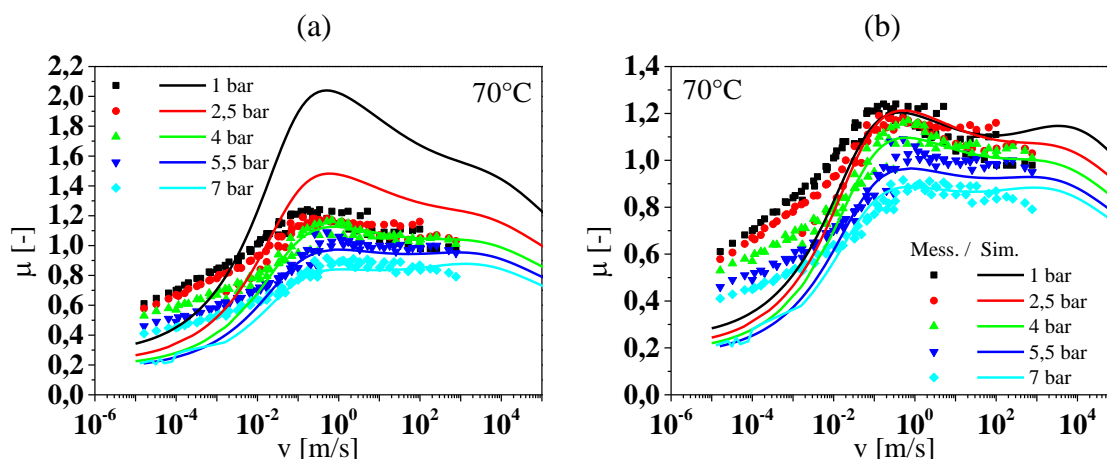 (a)
2,2
2,0
1,8
1,6
1,4
1,2
1,0
0,8
0,6
0,4
0,2
0,0
μ [-]
1 bar
2,5 bar
4 bar
5,5 bar
7 bar
70°C
10⁻⁶ 10⁻⁴ 10⁻² 10⁰ 10² 10⁴
v [m/s]
(b)
1,4
1,2
1,0
0,8
0,6
0,4
0,2
0,0
μ [-]
70°C
Mess. / Sim.
1 bar
2,5 bar
4 bar
5,5 bar
7 bar
10⁻⁶ 10⁻⁴ 10⁻² 10⁰ 10² 10⁴
v [m/s]